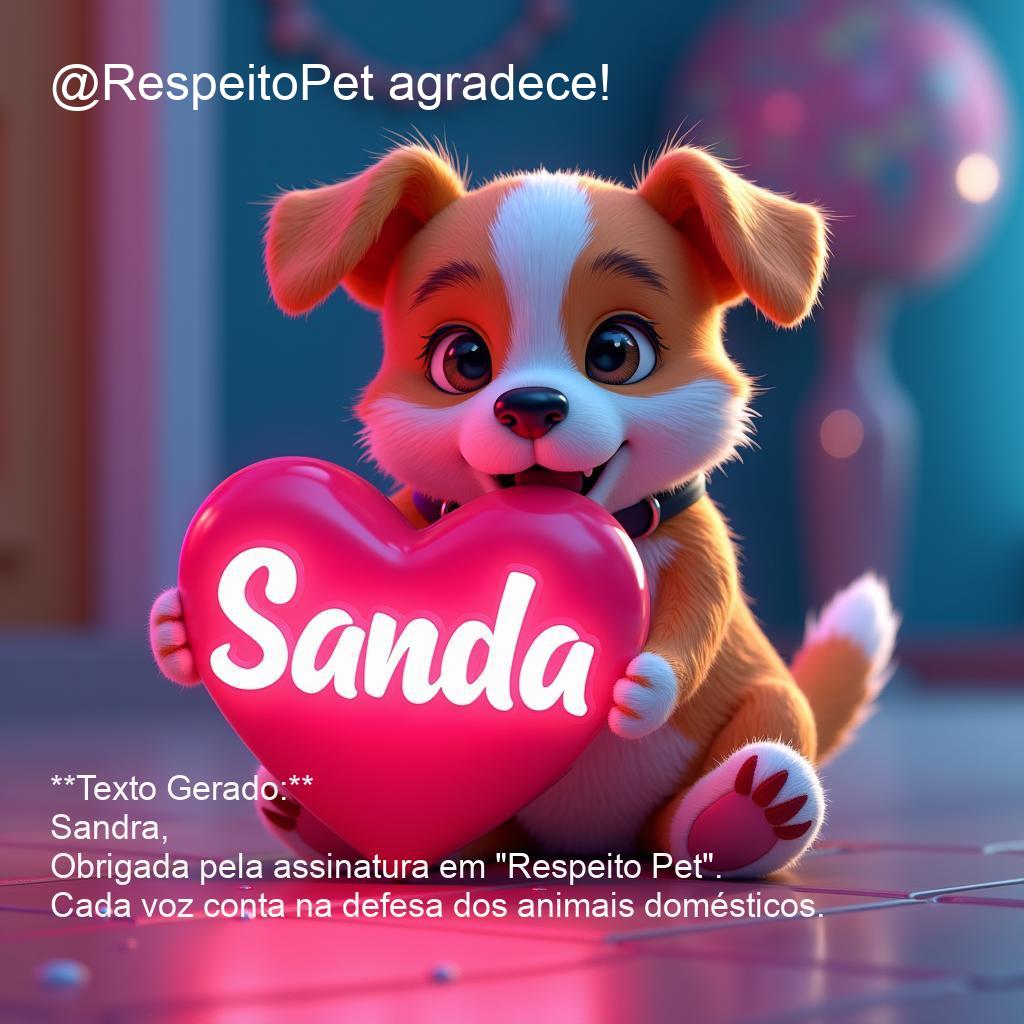 @RespeitoPet agradece!
Sanda
**Texto Gerado:**
Sandra,
Obrigada pela assinatura em "Respeito Pet".
Cada voz conta na defesa dos animais domésticos.